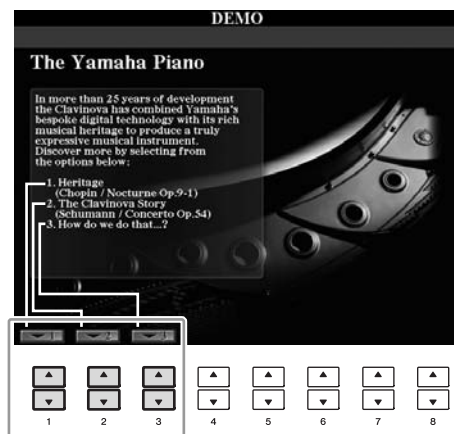 DEMO
The Yamaha Piano
In more than 25 years of development
the Clavinova has combined Yamaha's
bespoke digital technology with its rich
musical heritage to produce a truly
expressive musical instrument.
Discover more by selecting from
the options below;
1. Heritage
(Chopin / Nocturne Op.9-1)
2. The Clavinova Story
(Schumann / Concerto Op.54)
3. How do we do that...?
1 2 3
1 2 3 4 5 6 7 8